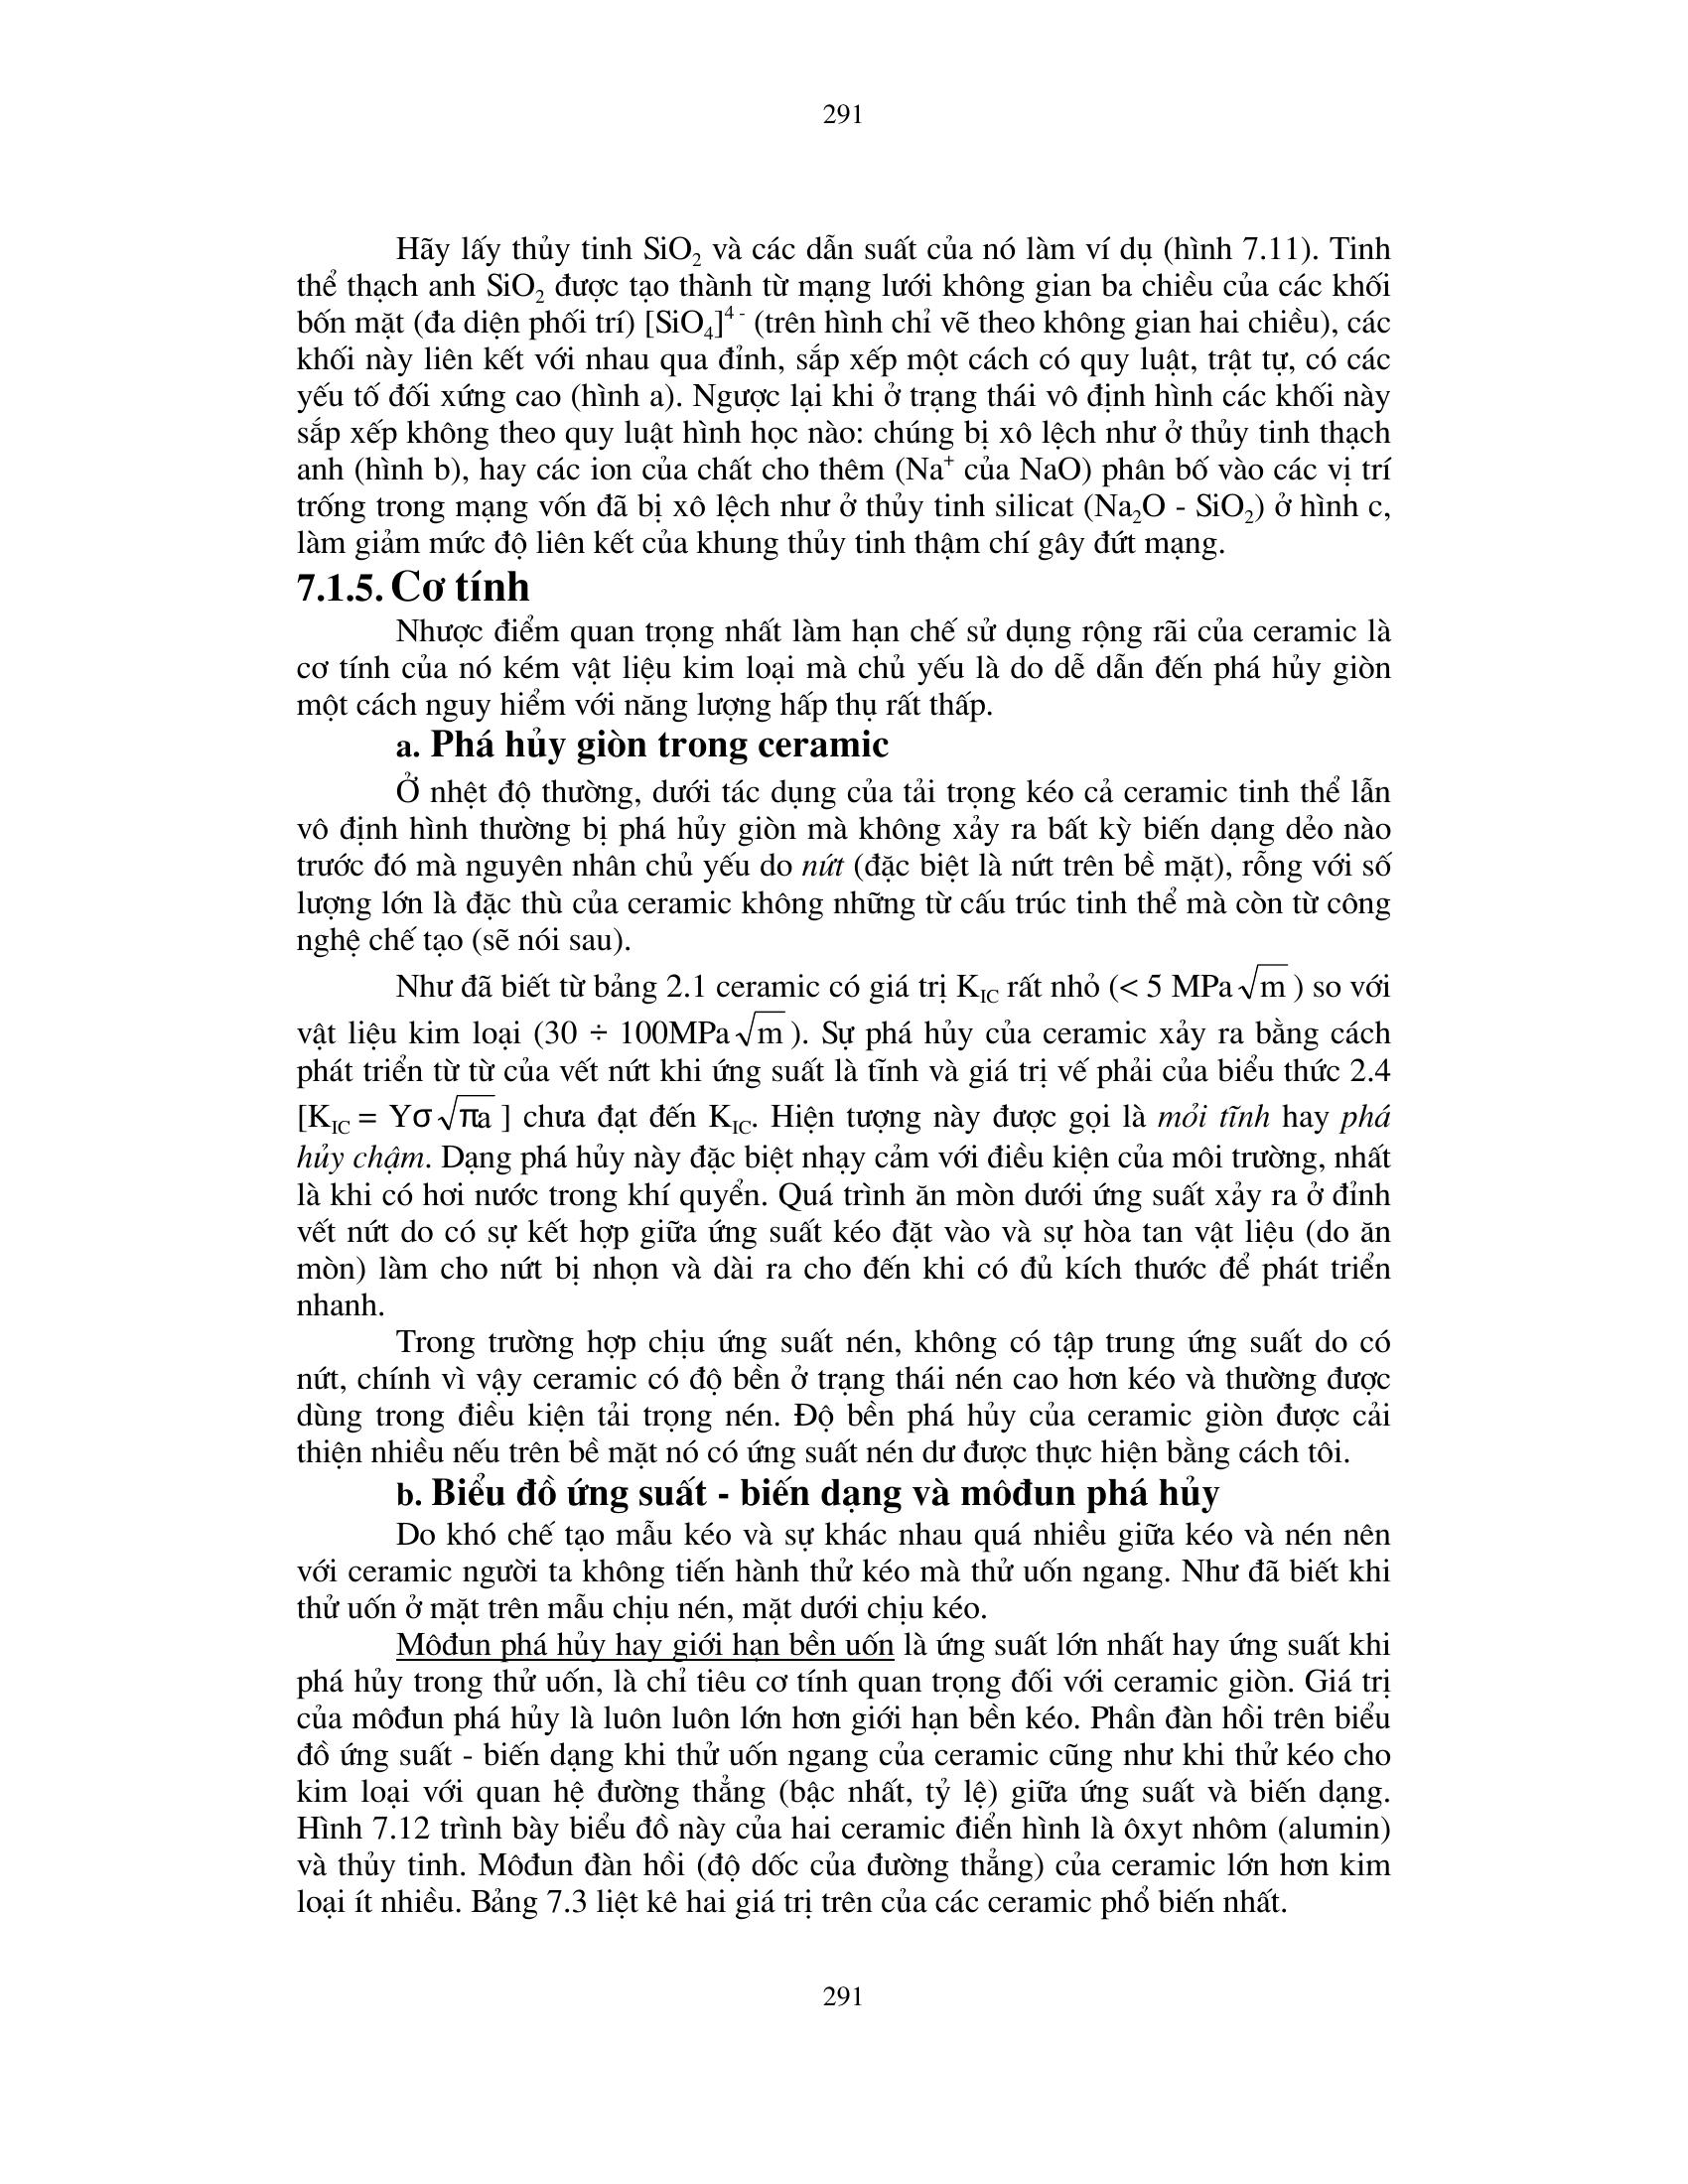 291
Hãy lấy thủy tinh SiO₂ và các dẫn suất của nó làm ví dụ (hình 7.11). Tinh
thể thạch anh SiO₂ được tạo thành từ mạng lưới không gian ba chiều của các khối
bốn mặt (đa diện phối trí) [SiO₄]⁴⁻ (trên hình chỉ vẽ theo không gian hai chiều), các
khối này liên kết với nhau qua đỉnh, sắp xếp một cách có quy luật, trật tự, có các
yếu tố đối xứng cao (hình a). Ngược lại khi ở trạng thái vô định hình các khối này
sắp xếp không theo quy luật hình học nào: chúng bị xô lệch như ở thủy tinh thạch
anh (hình b), hay các ion của chất cho thêm (Na⁺ của NaO) phân bố vào các vị trí
trống trong mạng vốn đã bị xô lệch như ở thủy tinh silicat (Na₂O - SiO₂) ở hình c,
làm giảm mức độ liên kết của khung thủy tinh thậm chí gây đứt mạng.
7.1.5. Cơ tính
Nhược điểm quan trọng nhất làm hạn chế sử dụng rộng rãi của ceramic là
cơ tính của nó kém vật liệu kim loại mà chủ yếu là do dễ dẫn đến phá hủy giòn
một cách nguy hiểm với năng lượng hấp thụ rất thấp.
a. Phá hủy giòn trong ceramic
Ở nhệt độ thường, dưới tác dụng của tải trọng kéo cả ceramic tinh thể lẫn
vô định hình thường bị phá hủy giòn mà không xảy ra bất kỳ biến dạng dẻo nào
trước đó mà nguyên nhân chủ yếu do nứt (đặc biệt là nứt trên bề mặt), rỗng với số
lượng lớn là đặc thù của ceramic không những từ cấu trúc tinh thể mà còn từ công
nghệ chế tạo (sẽ nói sau).
Như đã biết từ bảng 2.1 ceramic có giá trị K_IC rất nhỏ (< 5 MPa√m ) so với
vật liệu kim loại (30 ÷ 100MPa√m ). Sự phá hủy của ceramic xảy ra bằng cách
phát triển từ từ của vết nứt khi ứng suất là tĩnh và giá trị vế phải của biểu thức 2.4
[K_IC = Yσ√πa ] chưa đạt đến K_IC. Hiện tượng này được gọi là mỏi tĩnh hay phá
hủy chậm. Dạng phá hủy này đặc biệt nhạy cảm với điều kiện của môi trường, nhất
là khi có hơi nước trong khí quyển. Quá trình ăn mòn dưới ứng suất xảy ra ở đỉnh
vết nứt do có sự kết hợp giữa ứng suất kéo đặt vào và sự hòa tan vật liệu (do ăn
mòn) làm cho nứt bị nhọn và dài ra cho đến khi có đủ kích thước để phát triển
nhanh.
Trong trường hợp chịu ứng suất nén, không có tập trung ứng suất do có
nứt, chính vì vậy ceramic có độ bền ở trạng thái nén cao hơn kéo và thường được
dùng trong điều kiện tải trọng nén. Độ bền phá hủy của ceramic giòn được cải
thiện nhiều nếu trên bề mặt nó có ứng suất nén dư được thực hiện bằng cách tôi.
b. Biểu đồ ứng suất - biến dạng và môđun phá hủy
Do khó chế tạo mẫu kéo và sự khác nhau quá nhiều giữa kéo và nén nên
với ceramic người ta không tiến hành thử kéo mà thử uốn ngang. Như đã biết khi
thử uốn ở mặt trên mẫu chịu nén, mặt dưới chịu kéo.
Môđun phá hủy hay giới hạn bền uốn là ứng suất lớn nhất hay ứng suất khi
phá hủy trong thử uốn, là chỉ tiêu cơ tính quan trọng đối với ceramic giòn. Giá trị
của môđun phá hủy là luôn luôn lớn hơn giới hạn bền kéo. Phần đàn hồi trên biểu
đồ ứng suất - biến dạng khi thử uốn ngang của ceramic cũng như khi thử kéo cho
kim loại với quan hệ đường thẳng (bậc nhất, tỷ lệ) giữa ứng suất và biến dạng.
Hình 7.12 trình bày biểu đồ này của hai ceramic điển hình là ôxyt nhôm (alumin)
và thủy tinh. Môđun đàn hồi (độ dốc của đường thẳng) của ceramic lớn hơn kim
loại ít nhiều. Bảng 7.3 liệt kê hai giá trị trên của các ceramic phổ biến nhất.
291